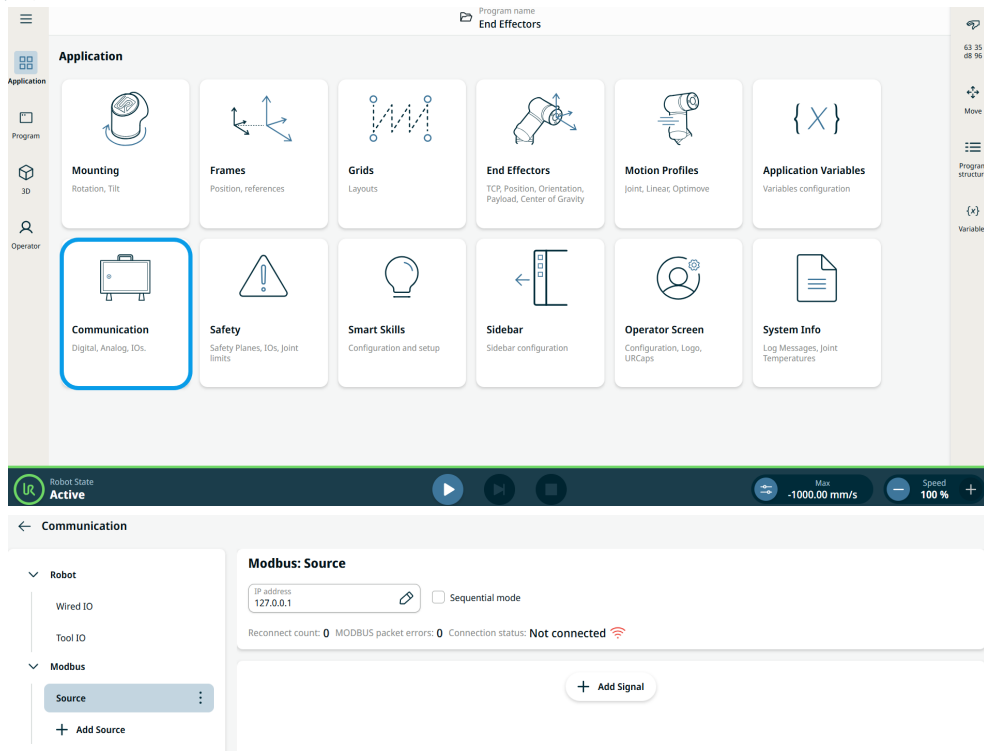 Program name
End Effectors
Application
63 35
d8 96
Application
Program
3D
Operator
Mounting
Rotation, Tilt
Frames
Position, references
Grids
Layouts
End Effectors
TCP, Position, Orientation,
Payload, Center of Gravity
Motion Profiles
Joint, Linear, Optimove
Application Variables
Variables configuration
Move
Program
structur
{x}
Variable
Communication
Digital, Analog, IOs.
Safety
Safety Planes, IOs, Joint
limits
Smart Skills
Configuration and setup
Sidebar
Sidebar configuration
Operator Screen
Configuration, Logo,
URCaps
System Info
Log Messages, Joint
Temperatures
Robot State
Active
Max
-1000.00 mm/s
Speed
100 %
Communication
Robot
Wired IO
Tool IO
Modbus
Source
Add Source
Modbus: Source
IP address
127.0.0.1
Sequential mode
Reconnect count: 0 MODBUS packet errors: 0 Connection status: Not connected
Add Signal